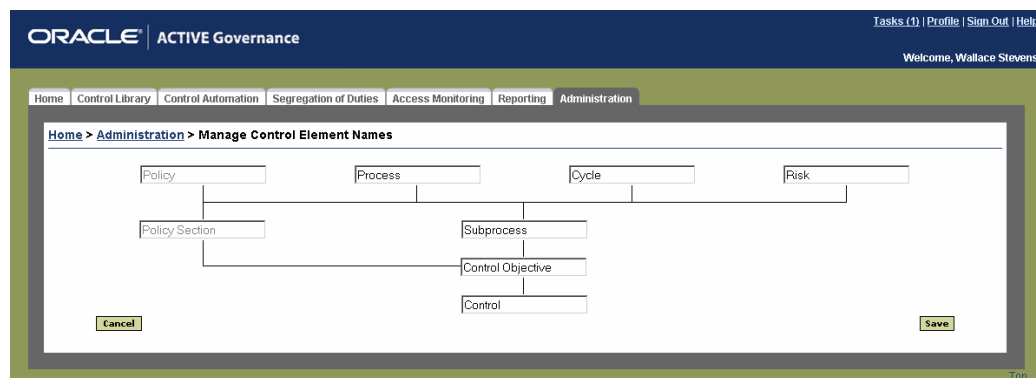 Tasks (1) | Profile | Sign Out | Help
ORACLE® | ACTIVE Governance
Welcome, Wallace Stevens
Home Control Library Control Automation Segregation of Duties Access Monitoring Reporting Administration
Home > Administration > Manage Control Element Names
Policy Process Cycle Risk
Policy Section Subprocess
Control Objective
Control
Cancel Save
Top